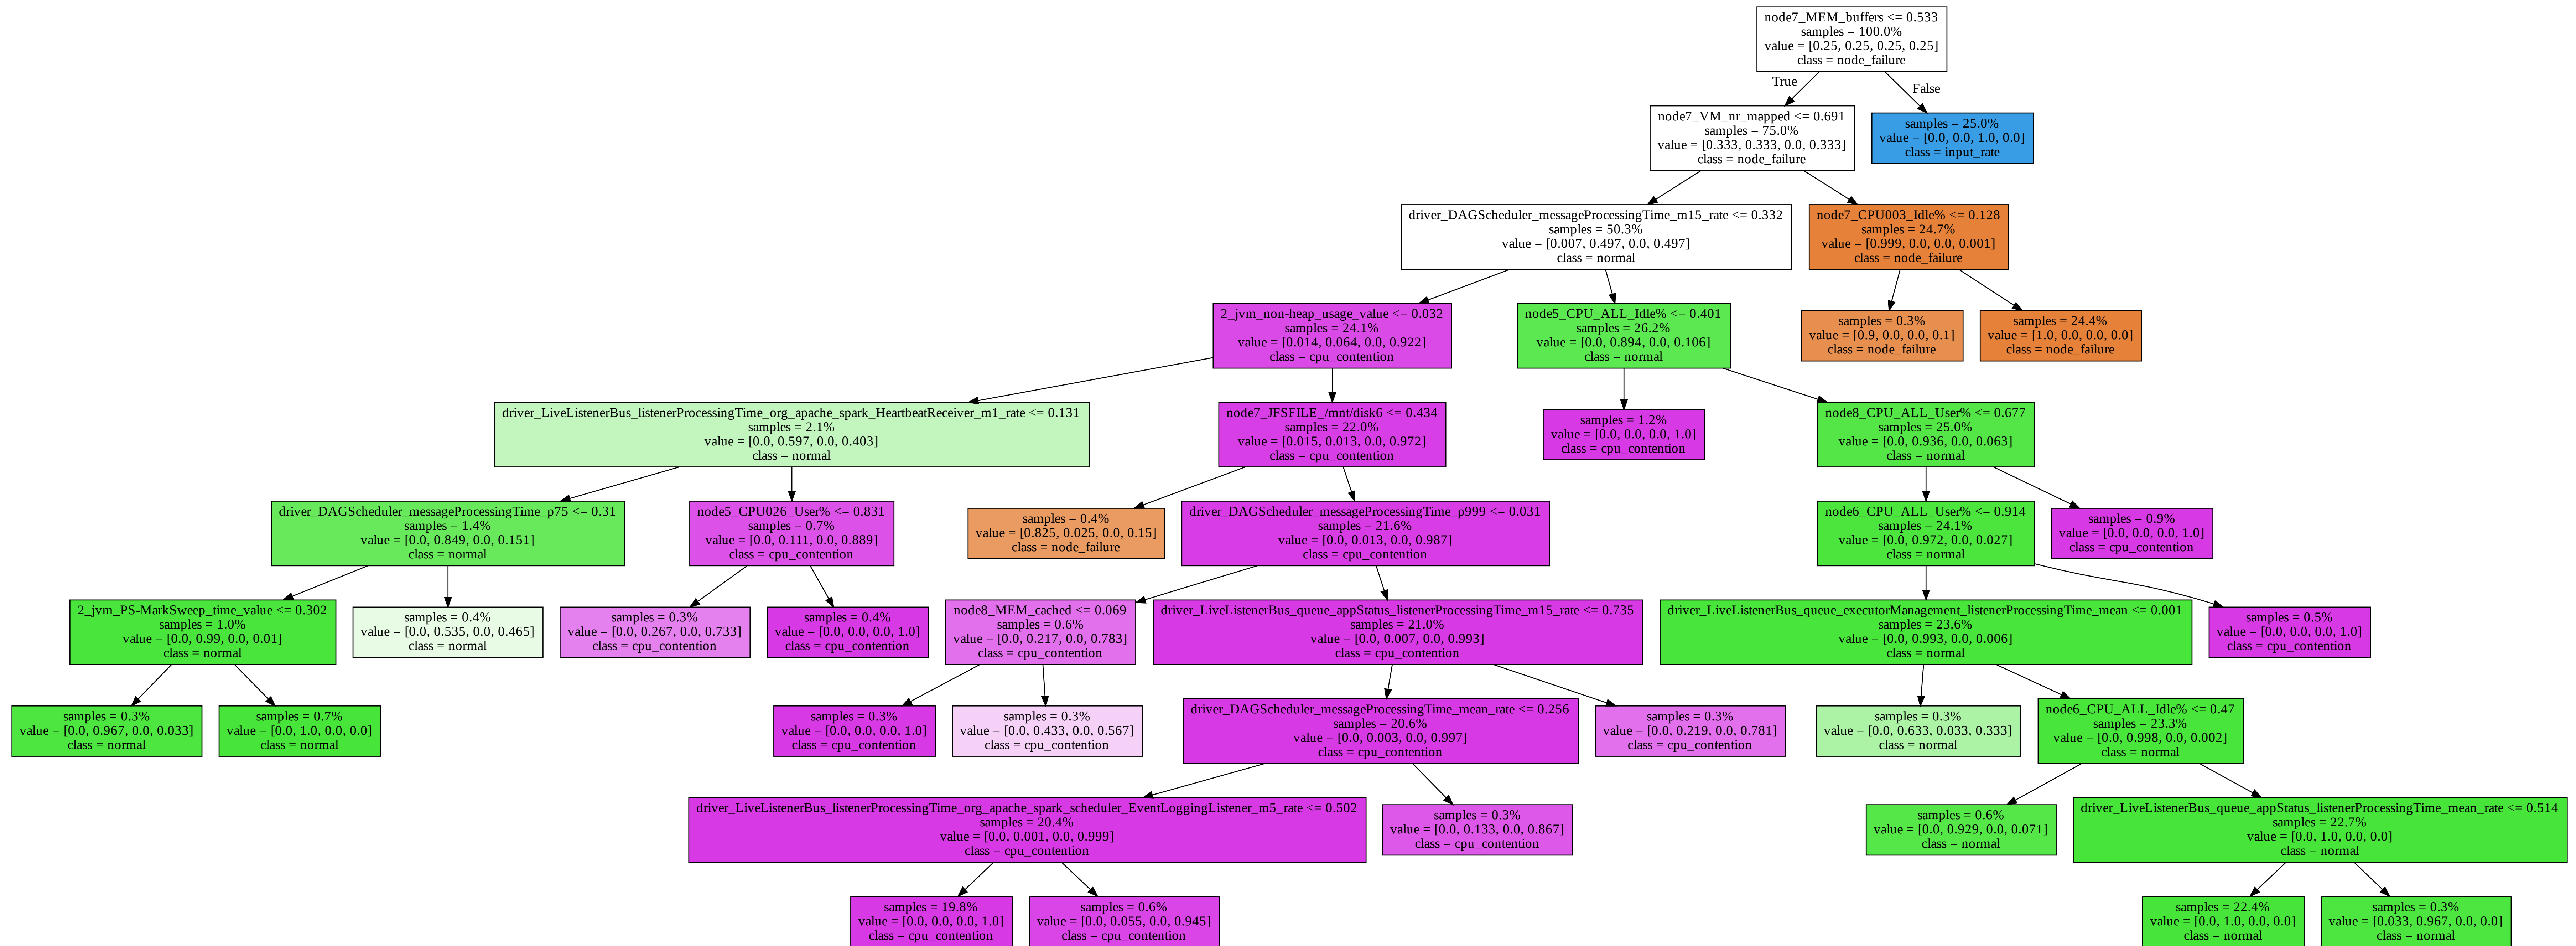 node7_MEM_buffers <= 0.533
samples = 100.0%
value = [0.25, 0.25, 0.25, 0.25]
class = node_failure
True
False
node7_VM_nr_mapped <= 0.691
samples = 75.0%
value = [0.333, 0.333, 0.0, 0.333]
class = node_failure
samples = 25.0%
value = [0.0, 0.0, 1.0, 0.0]
class = input_rate
driver_DAGScheduler_messageProcessingTime_m15_rate <= 0.332
samples = 50.3%
value = [0.007, 0.497, 0.0, 0.497]
class = normal
node7_CPU003_Idle% <= 0.128
samples = 24.7%
value = [0.999, 0.0, 0.0, 0.001]
class = node_failure
2_jvm_non-heap_usage_value <= 0.032
samples = 24.1%
value = [0.014, 0.064, 0.0, 0.922]
class = cpu_contention
node5_CPU_ALL_Idle% <= 0.401
samples = 26.2%
value = [0.0, 0.894, 0.0, 0.106]
class = normal
samples = 0.3%
value = [0.9, 0.0, 0.0, 0.1]
class = node_failure
samples = 24.4%
value = [1.0, 0.0, 0.0, 0.0]
class = node_failure
driver_LiveListenerBus_listenerProcessingTime_org_apache_spark_HeartbeatReceiver_m1_rate <= 0.131
samples = 2.1%
value = [0.0, 0.597, 0.0, 0.403]
class = normal
node7_JFSFILE_/mnt/disk6 <= 0.434
samples = 22.0%
value = [0.015, 0.013, 0.0, 0.972]
class = cpu_contention
samples = 1.2%
value = [0.0, 0.0, 0.0, 1.0]
class = cpu_contention
node8_CPU_ALL_User% <= 0.677
samples = 25.0%
value = [0.0, 0.936, 0.0, 0.063]
class = normal
driver_DAGScheduler_messageProcessingTime_p75 <= 0.31
samples = 1.4%
value = [0.0, 0.849, 0.0, 0.151]
class = normal
node5_CPU026_User% <= 0.831
samples = 0.7%
value = [0.0, 0.111, 0.0, 0.889]
class = cpu_contention
samples = 0.4%
value = [0.825, 0.025, 0.0, 0.15]
class = node_failure
driver_DAGScheduler_messageProcessingTime_p999 <= 0.031
samples = 21.6%
value = [0.0, 0.013, 0.0, 0.987]
class = cpu_contention
node6_CPU_ALL_User% <= 0.914
samples = 24.1%
value = [0.0, 0.972, 0.0, 0.027]
class = normal
samples = 0.9%
value = [0.0, 0.0, 0.0, 1.0]
class = cpu_contention
2_jvm_PS-MarkSweep_time_value <= 0.302
samples = 1.0%
value = [0.0, 0.99, 0.0, 0.01]
class = normal
samples = 0.4%
value = [0.0, 0.535, 0.0, 0.465]
class = normal
samples = 0.3%
value = [0.0, 0.267, 0.0, 0.733]
class = cpu_contention
samples = 0.4%
value = [0.0, 0.0, 0.0, 1.0]
class = cpu_contention
node8_MEM_cached <= 0.069
samples = 0.6%
value = [0.0, 0.217, 0.0, 0.783]
class = cpu_contention
driver_LiveListenerBus_queue_appStatus_listenerProcessingTime_m15_rate <= 0.735
samples = 21.0%
value = [0.0, 0.007, 0.0, 0.993]
class = cpu_contention
driver_LiveListenerBus_queue_executorManagement_listenerProcessingTime_mean <= 0.001
samples = 23.6%
value = [0.0, 0.993, 0.0, 0.006]
class = normal
samples = 0.5%
value = [0.0, 0.0, 0.0, 1.0]
class = cpu_contention
samples = 0.3%
value = [0.0, 0.967, 0.0, 0.033]
class = normal
samples = 0.7%
value = [0.0, 1.0, 0.0, 0.0]
class = normal
samples = 0.3%
value = [0.0, 0.0, 0.0, 1.0]
class = cpu_contention
samples = 0.3%
value = [0.0, 0.433, 0.0, 0.567]
class = cpu_contention
driver_DAGScheduler_messageProcessingTime_mean_rate <= 0.256
samples = 20.6%
value = [0.0, 0.003, 0.0, 0.997]
class = cpu_contention
samples = 0.3%
value = [0.0, 0.219, 0.0, 0.781]
class = cpu_contention
samples = 0.3%
value = [0.0, 0.633, 0.033, 0.333]
class = normal
node6_CPU_ALL_Idle% <= 0.47
samples = 23.3%
value = [0.0, 0.998, 0.0, 0.002]
class = normal
driver_LiveListenerBus_listenerProcessingTime_org_apache_spark_scheduler_EventLoggingListener_m5_rate <= 0.502
samples = 20.4%
value = [0.0, 0.001, 0.0, 0.999]
class = cpu_contention
samples = 0.3%
value = [0.0, 0.133, 0.0, 0.867]
class = cpu_contention
samples = 0.6%
value = [0.0, 0.929, 0.0, 0.071]
class = normal
driver_LiveListenerBus_queue_appStatus_listenerProcessingTime_mean_rate <= 0.514
samples = 22.7%
value = [0.0, 1.0, 0.0, 0.0]
class = normal
samples = 19.8%
value = [0.0, 0.0, 0.0, 1.0]
class = cpu_contention
samples = 0.6%
value = [0.0, 0.055, 0.0, 0.945]
class = cpu_contention
samples = 22.4%
value = [0.0, 1.0, 0.0, 0.0]
class = normal
samples = 0.3%
value = [0.033, 0.967, 0.0, 0.0]
class = normal